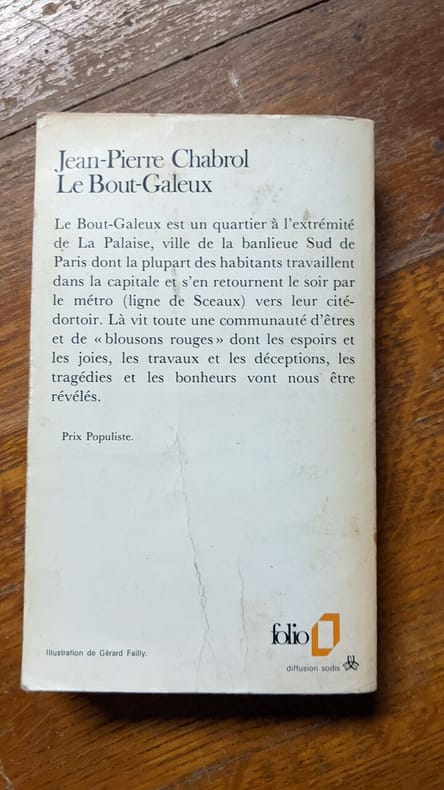 Jean-Pierre Chabrol
Le Bout-Galeux
Le Bout-Galeux est un quartier à l'extrémité
de La Palaise, ville de la banlieue Sud de
Paris dont la plupart des habitants travaillent
dans la capitale et s'en retournent le soir par
le métro (ligne de Sceaux) vers leur cité-
dortoir. Là vit toute une communauté d'êtres
et de « blousons rouges » dont les espoirs et
les joies, les travaux et les déceptions, les
tragédies et les bonheurs vont nous être
révélés.
Prix Populiste.
folio
Illustration de Gérard Failly.
diffusion sodis